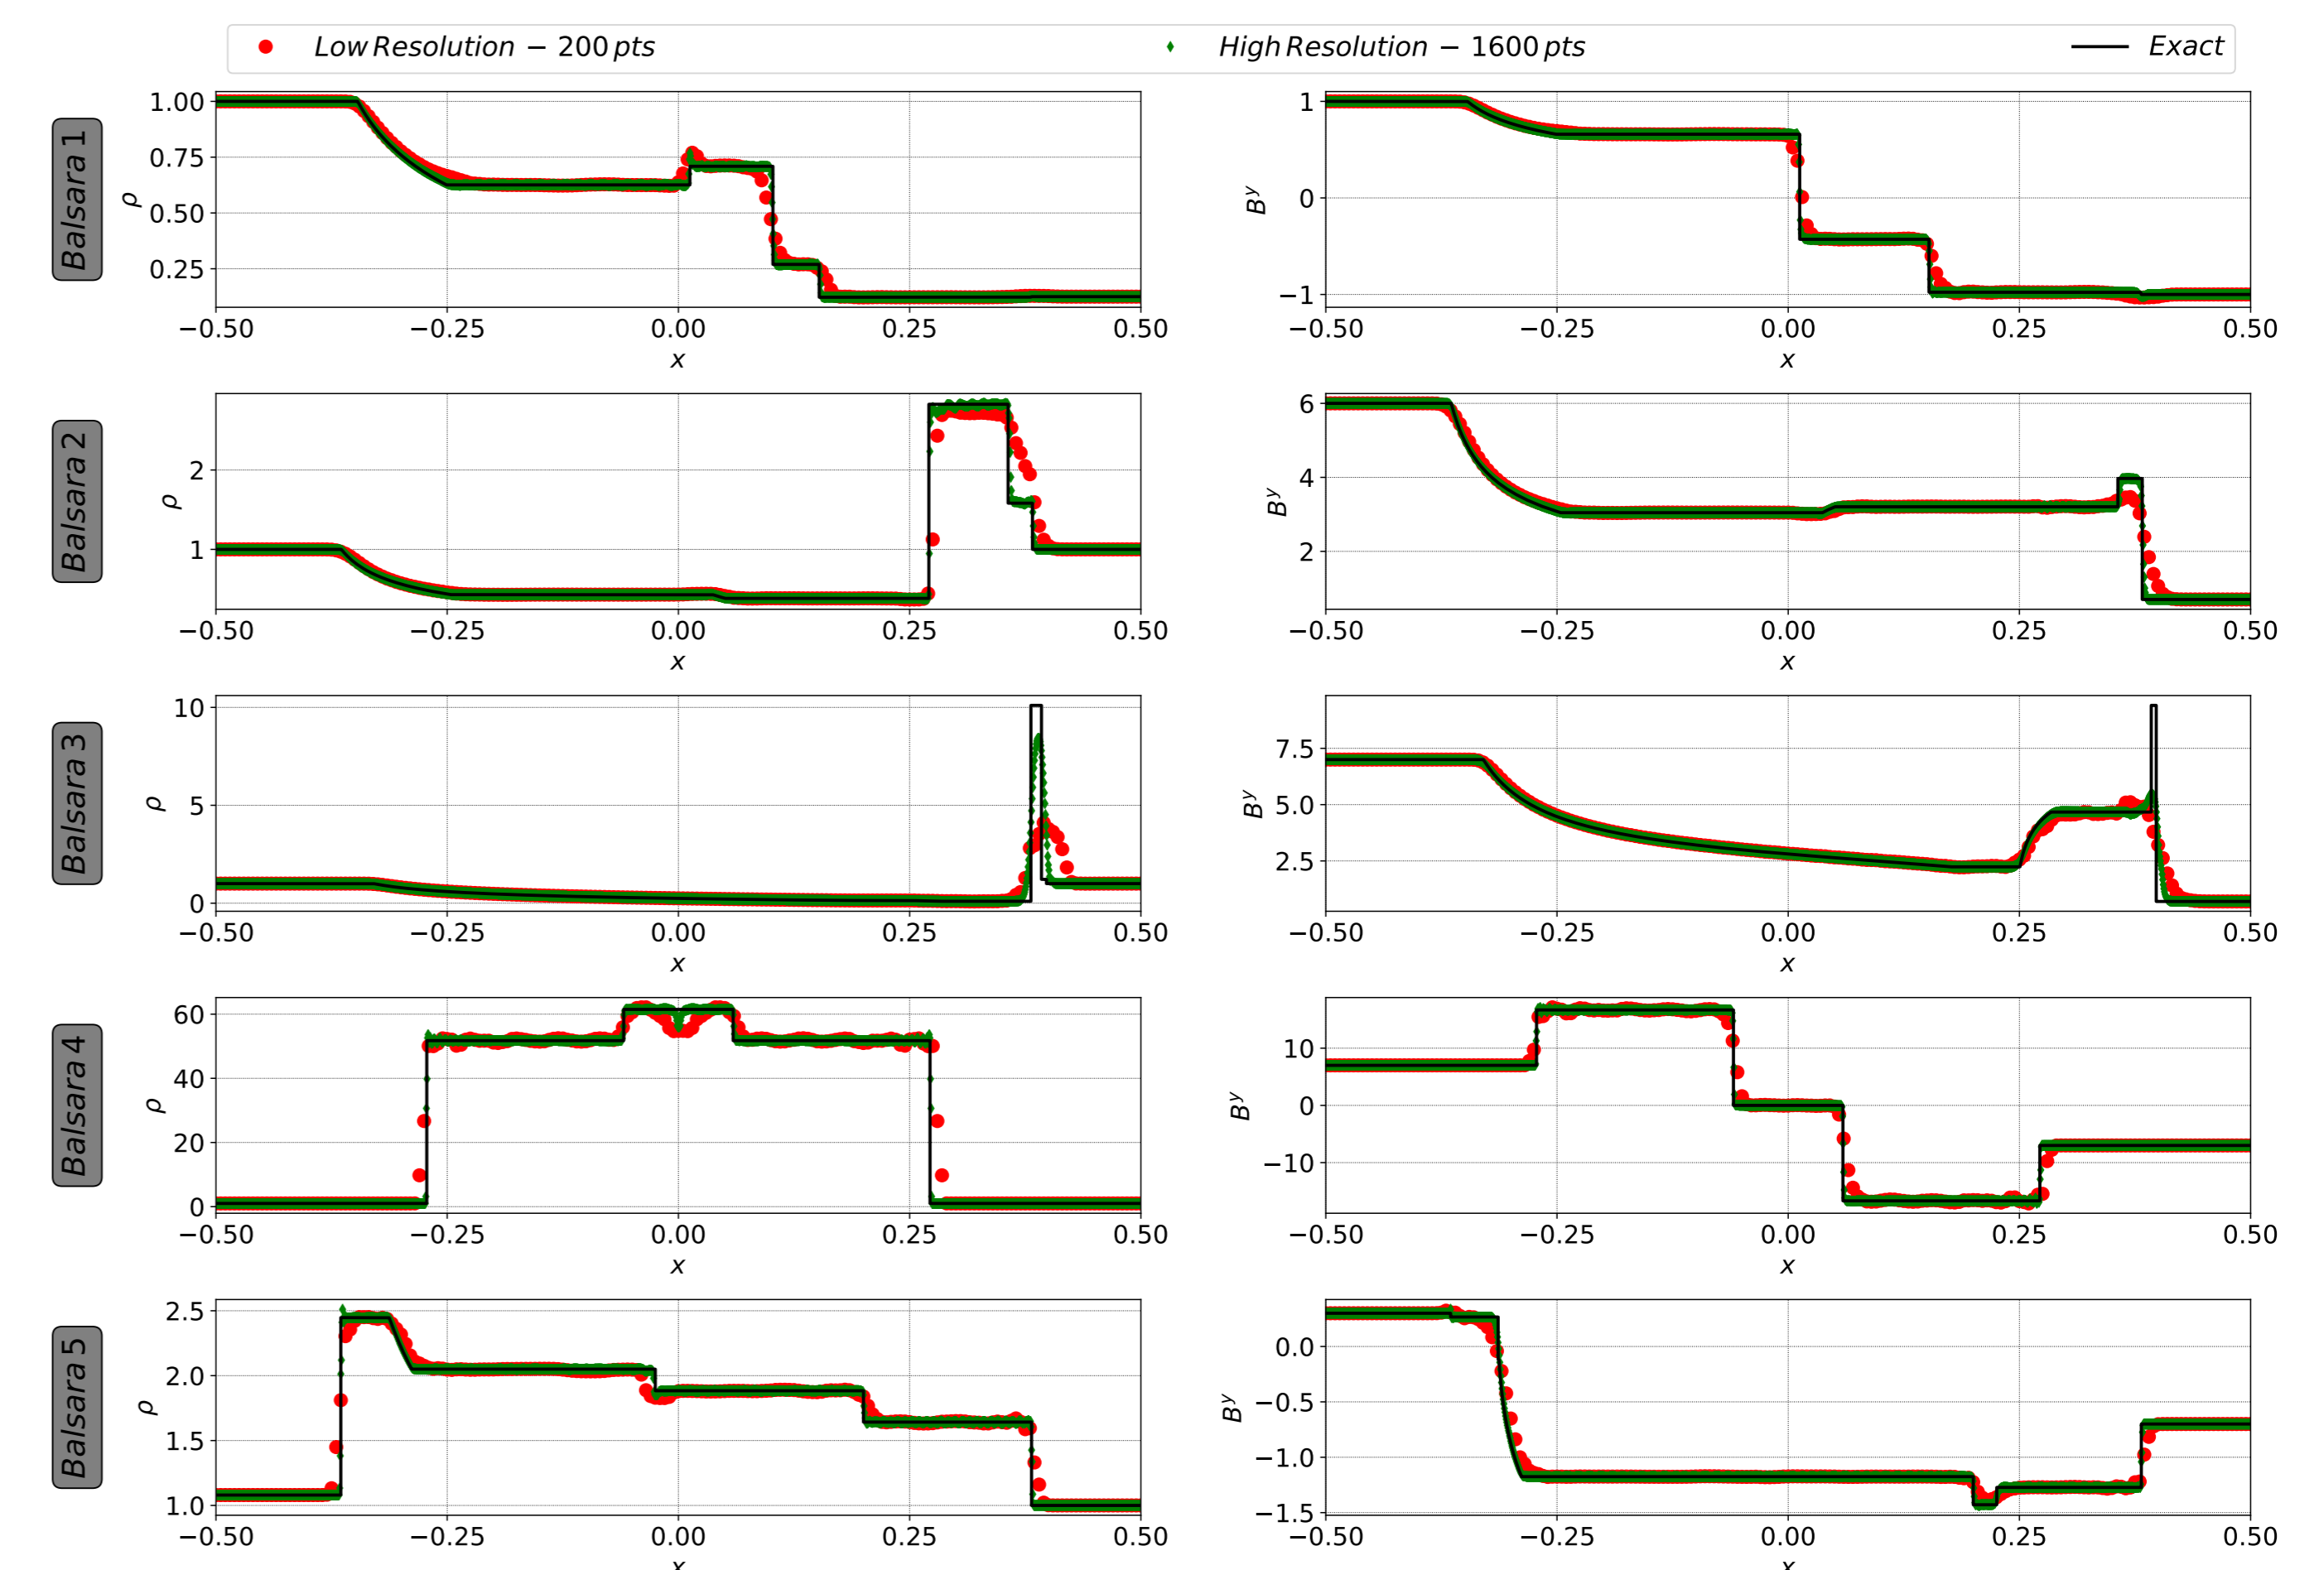 Low Resolution − 200 pts High Resolution − 1600 pts Exact
Balsara 1
1.00
0.75
0.50
0.25
ρ
−0.50 −0.25 0.00 0.25 0.50
x
1
0
−1
B^y
−0.50 −0.25 0.00 0.25 0.50
x
Balsara 2
2
1
ρ
−0.50 −0.25 0.00 0.25 0.50
x
6
4
2
B^y
−0.50 −0.25 0.00 0.25 0.50
x
Balsara 3
10
5
0
ρ
−0.50 −0.25 0.00 0.25 0.50
x
7.5
5.0
2.5
B^y
−0.50 −0.25 0.00 0.25 0.50
x
Balsara 4
60
40
20
0
ρ
−0.50 −0.25 0.00 0.25 0.50
x
10
0
−10
B^y
−0.50 −0.25 0.00 0.25 0.50
x
Balsara 5
2.5
2.0
1.5
1.0
ρ
−0.50 −0.25 0.00 0.25 0.50
x
0.0
−0.5
−1.0
−1.5
B^y
−0.50 −0.25 0.00 0.25 0.50
x